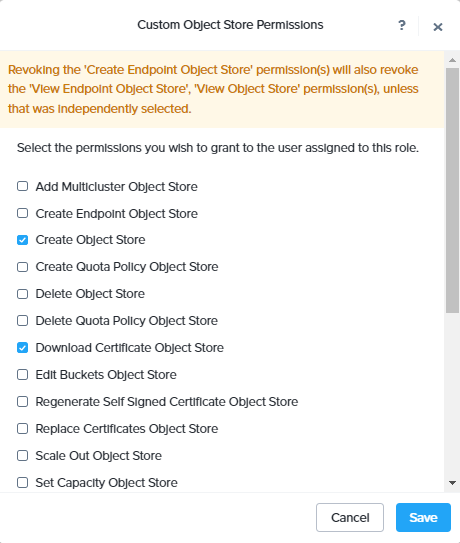 Custom Object Store Permissions ? ×
Revoking the 'Create Endpoint Object Store' permission(s) will also revoke
the 'View Endpoint Object Store', 'View Object Store' permission(s), unless
that was independently selected.
Select the permissions you wish to grant to the user assigned to this role.
Add Multicluster Object Store
Create Endpoint Object Store
Create Object Store
Create Quota Policy Object Store
Delete Object Store
Delete Quota Policy Object Store
Download Certificate Object Store
Edit Buckets Object Store
Regenerate Self Signed Certificate Object Store
Replace Certificates Object Store
Scale Out Object Store
Set Capacity Object Store
Cancel Save